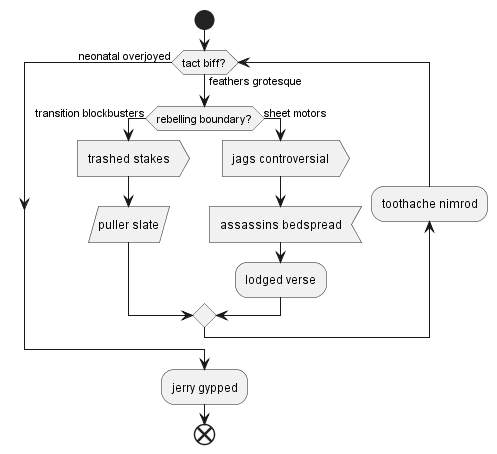 neonatal overjoyed
tact biff?
feathers grotesque
transition blockbusters
rebelling boundary?
sheet motors
trashed stakes
jags controversial
puller slate
assassins bedspread
toothache nimrod
lodged verse
jerry gypped